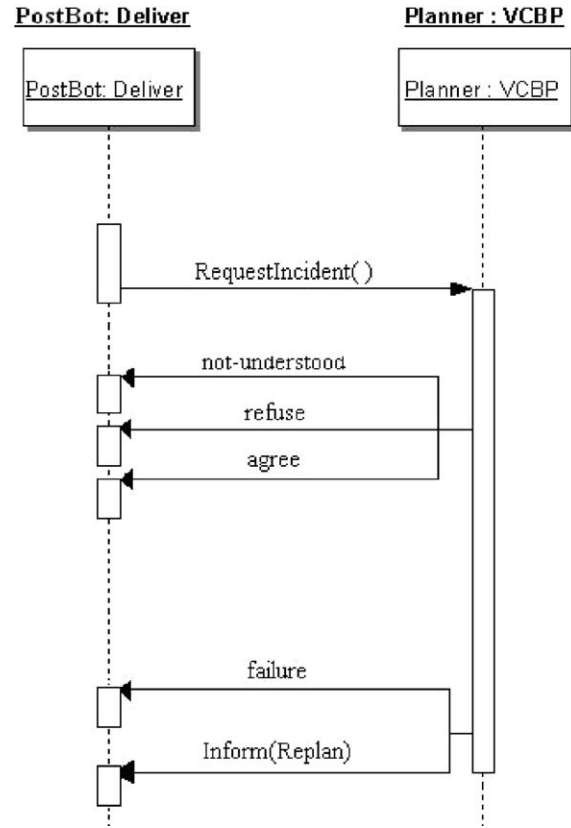 PostBot: Deliver
Planner : VCBP
PostBot: Deliver
Planner : VCBP
RequestIncident( )
not-understood
refuse
agree
failure
Inform(Replan)